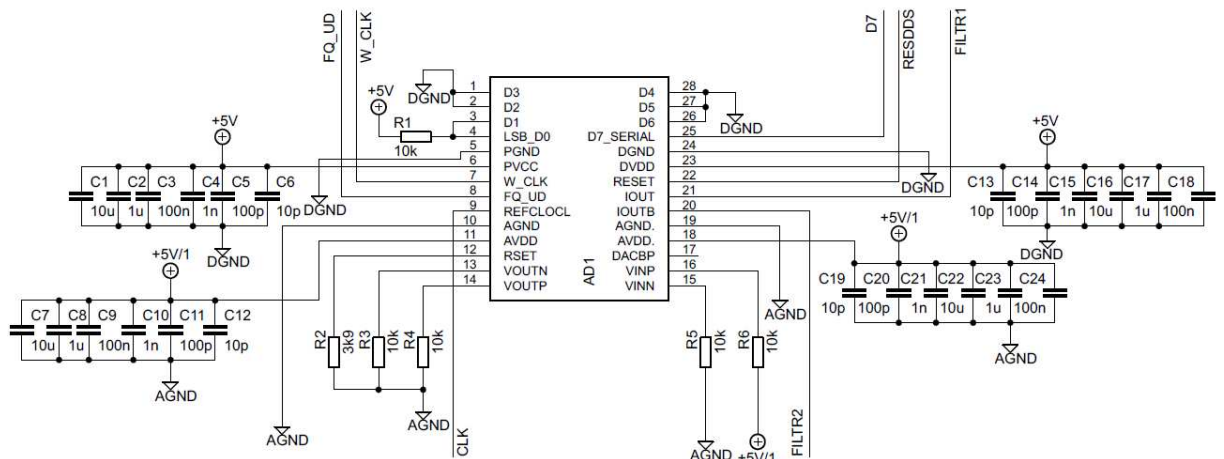 FQ_UD
W_CLK
D7
RESDDS
FILTR1
+5V
DGND
1 D3 D4 28
2 D2 D5 27
3 D1 D6 26
4 LSB_D0 D7_SERIAL 25
5 PGND DGND 24
6 PVCC DVDD 23
7 W_CLK RESET 22
8 FQ_UD IOUT 21
9 REFCLOCL IOUTB 20
10 AGND AGND. 19
11 AVDD AVDD. 18
12 RSET DACBP 17
13 VOUTN VINP 16
14 VOUTP VINN 15
AD1
DGND
R1
10k
+5V
C1 C2 C3 C4 C5 C6
10u 1u 100n 1n 100p 10p
DGND
DGND
DGND
+5V
C13 C14 C15 C16 C17 C18
10p 100p 1n 10u 1u 100n
DGND
+5V/1
C7 C8 C9 C10 C11 C12
10u 1u 100n 1n 100p 10p
AGND
AGND
R2
3k9
R3
10k
R4
10k
AGND
CLK
R5
10k
R6
10k
AGND
+5V/1
FILTR2
AGND
+5V/1
C19 C20 C21 C22 C23 C24
10p 100p 1n 10u 1u 100n
AGND